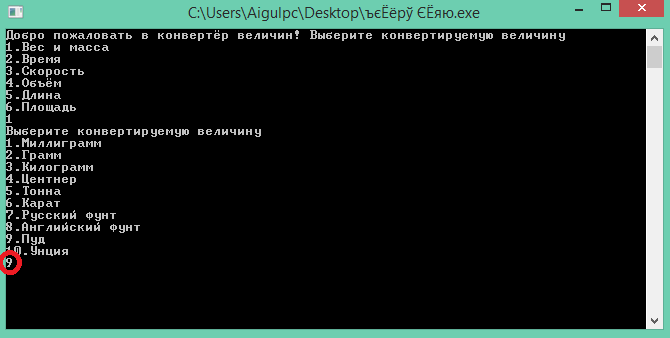 C:\Users\Aigulpc\Desktop\ъєЁёрў ЄЁяю.exe
Добро пожаловать в конвертёр величин! Выберите конвертируемую величину
1.Вес и масса
2.Время
3.Скорость
4.Объём
5.Длина
6.Площадь
1
Выберите конвертируемую величину
1.Миллиграмм
2.Грамм
3.Килограмм
4.Центнер
5.Тонна
6.Карат
7.Русский фунт
8.Английский фунт
9.Пуд
10.Унция
9